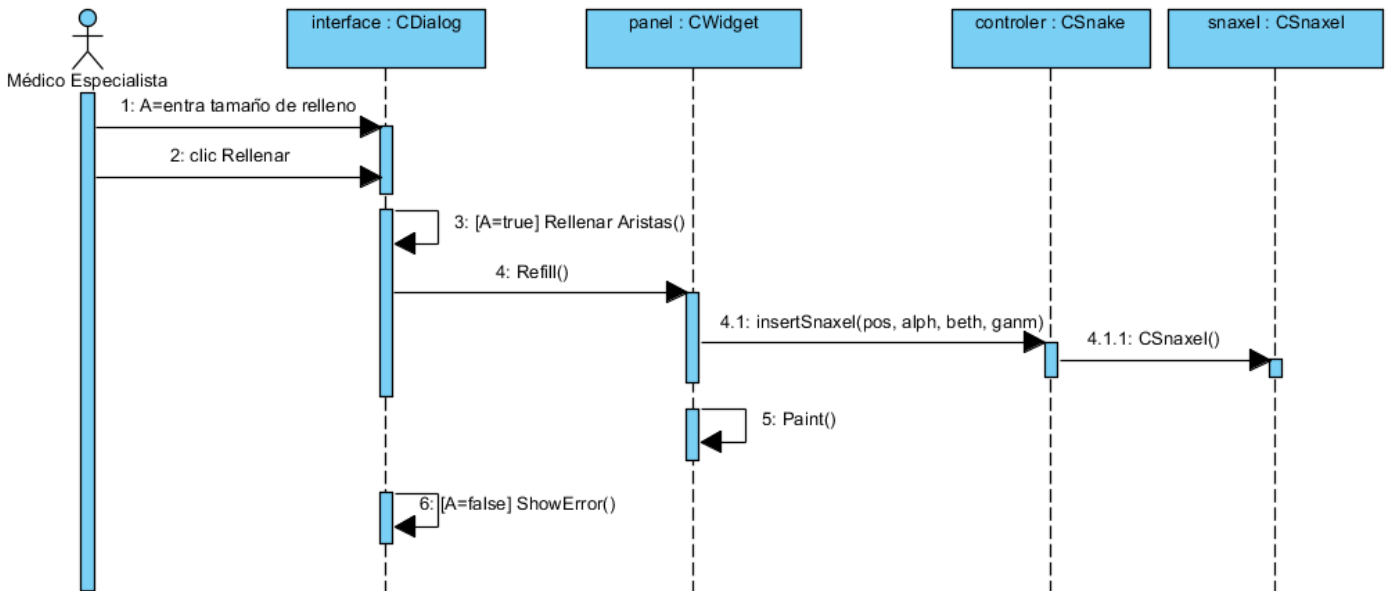 interface : CDialog
panel : CWidget
controler : CSnake
snaxel : CSnaxel
Médico Especialista
1: A=entra tamaño de relleno
2: clic Rellenar
3: [A=true] Rellenar Aristas()
4: Refill()
4.1: insertSnaxel(pos, alph, beth, ganm)
4.1.1: CSnaxel()
5: Paint()
6: [A=false] ShowError()